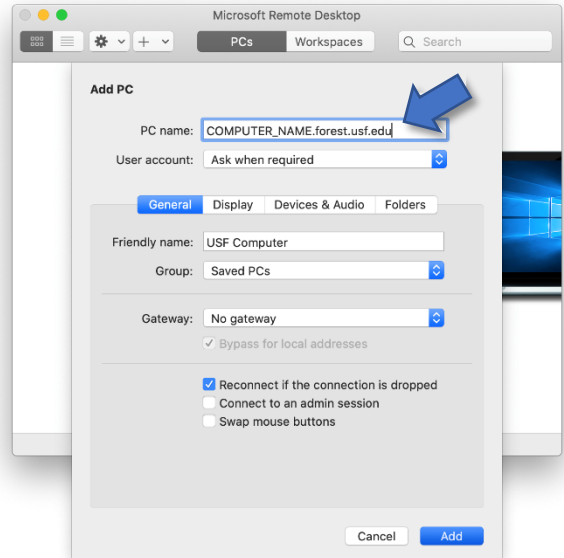 Microsoft Remote Desktop
PCs Workspaces Search
Add PC
PC name: COMPUTER_NAME.forest.usf.edu
User account: Ask when required
General Display Devices & Audio Folders
Friendly name: USF Computer
Group: Saved PCs
Gateway: No gateway
Bypass for local addresses
Reconnect if the connection is dropped
Connect to an admin session
Swap mouse buttons
Cancel Add